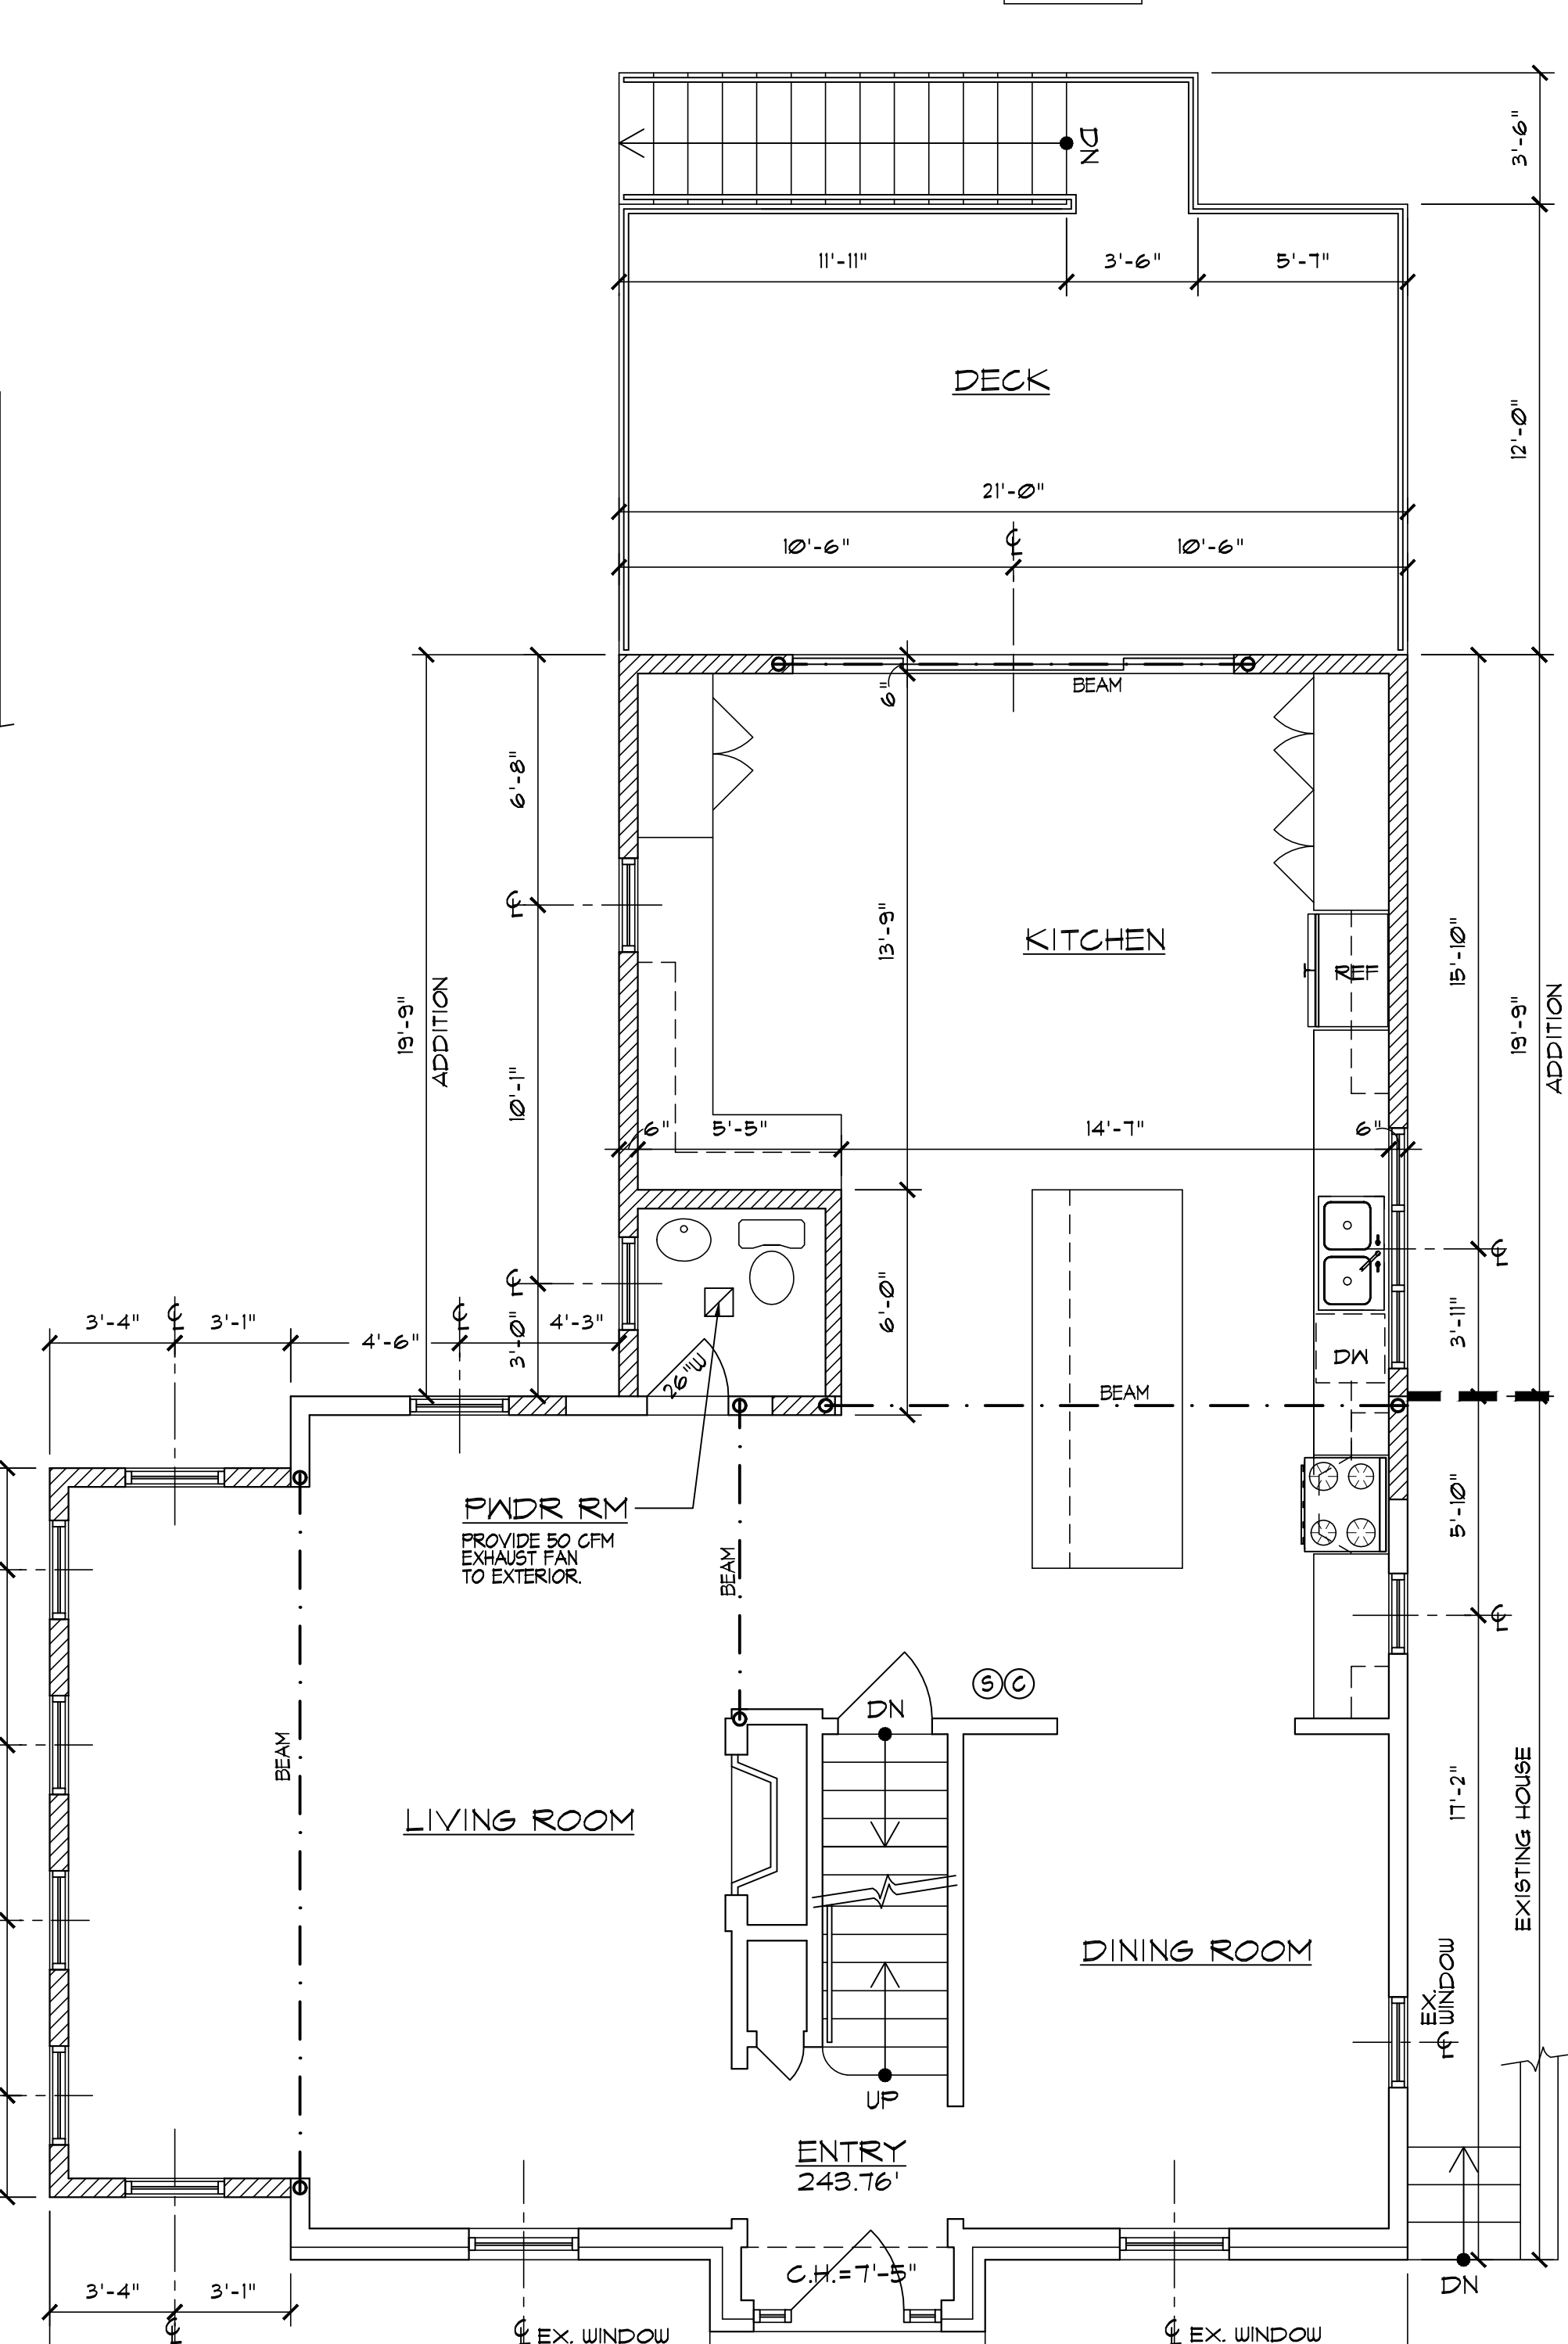 DN
3'-6"
11'-11"
3'-6"
5'-7"
DECK
12'-0"
21'-0"
10'-6"
℄
10'-6"
6"
BEAM
6'-8"
℄
13'-9"
KITCHEN
15'-10"
REF
19'-9"
ADDITION
19'-9"
ADDITION
10'-1"
6"
5'-5"
14'-7"
6"
℄
℄
3'-4"
℄
3'-1"
4'-6"
℄
3'-0"
4'-3"
6'-0"
3'-11"
26"W
DW
BEAM
PWDR RM
PROVIDE 50 CFM
EXHAUST FAN
TO EXTERIOR.
5'-10"
BEAM
℄
S
C
DN
BEAM
LIVING ROOM
17'-2"
EXISTING HOUSE
DINING ROOM
EX.
WINDOW
℄
UP
ENTRY
243.76'
C.H.=7'-5"
DN
3'-4"
3'-1"
℄
℄ EX. WINDOW
℄ EX. WINDOW